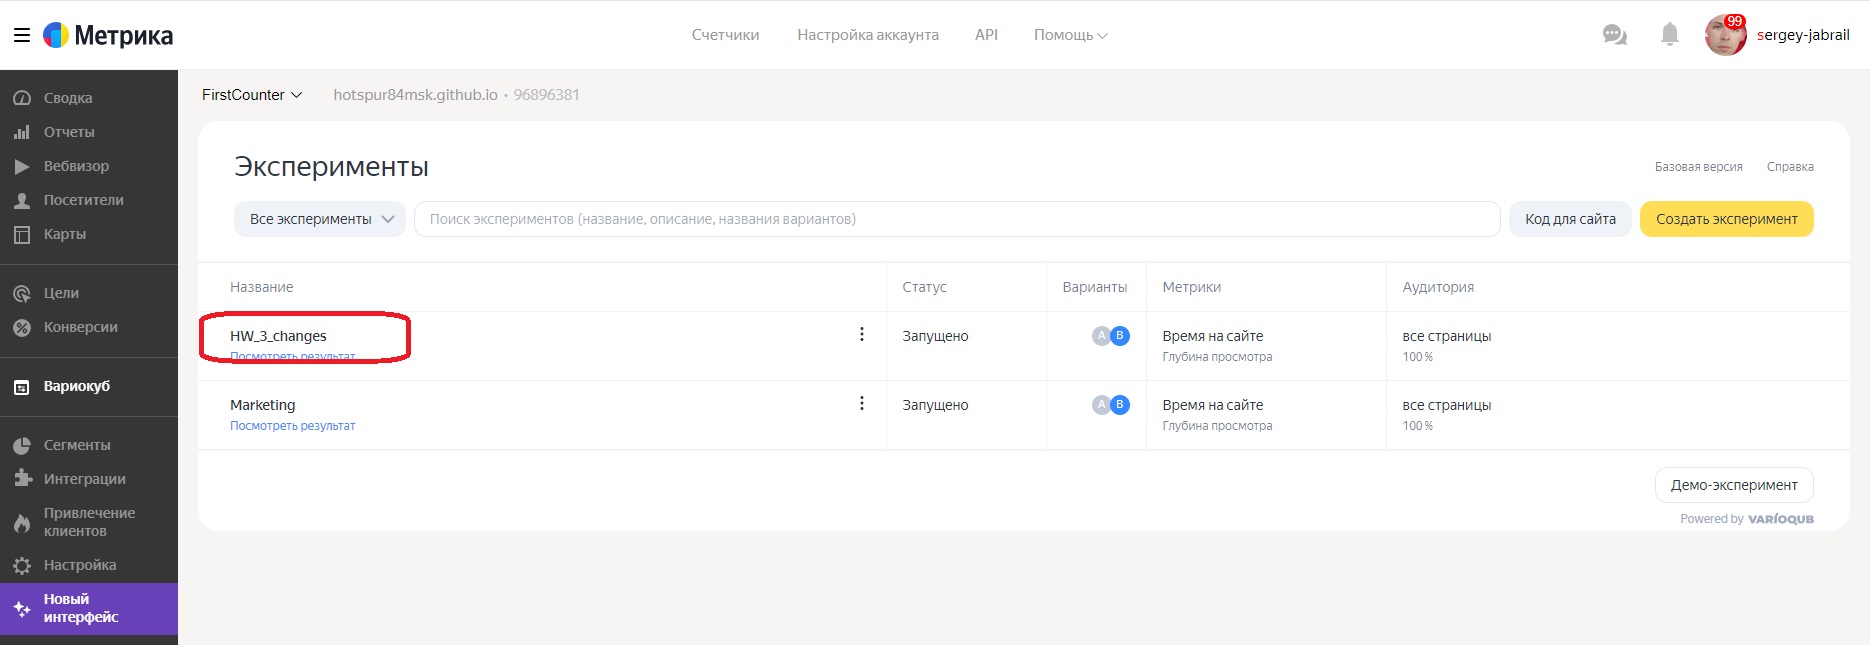 Метрика
Счетчики Настройка аккаунта API Помощь
99 sergey-jabrail
Сводка
Отчеты
Вебвизор
Посетители
Карты
Цели
Конверсии
Вариокуб
Сегменты
Интеграции
Привлечение
клиентов
Настройка
Новый
интерфейс
FirstCounter hotspur84msk.github.io • 96896381
Эксперименты
Базовая версия Справка
Все эксперименты Поиск экспериментов (название, описание, названия вариантов) Код для сайта Создать эксперимент
Название Статус Варианты Метрики Аудитория
HW_3_changes Запущено A B Время на сайте все страницы
Посмотреть результат Глубина просмотра 100 %
Marketing Запущено A B Время на сайте все страницы
Посмотреть результат Глубина просмотра 100 %
Демо-эксперимент
Powered by VARIOQUB